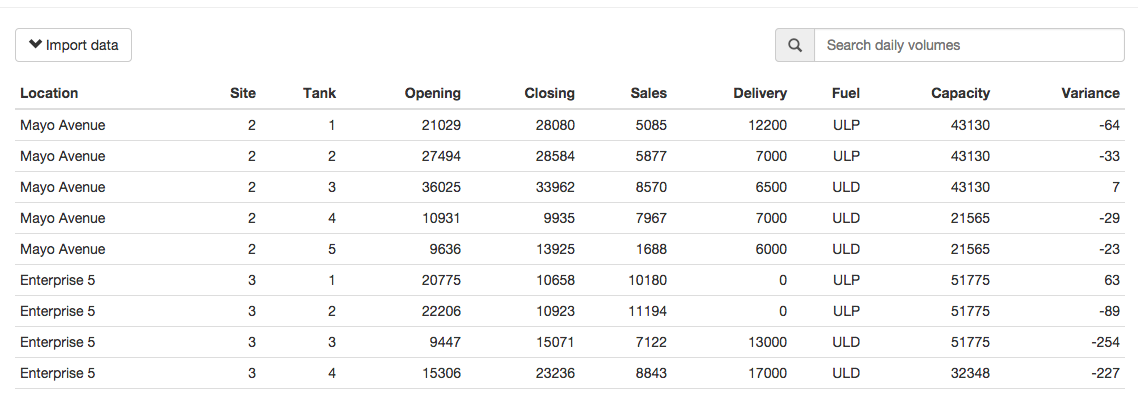 Import data Search daily volumes
Location Site Tank Opening Closing Sales Delivery Fuel Capacity Variance
Mayo Avenue 2 1 21029 28080 5085 12200 ULP 43130 -64
Mayo Avenue 2 2 27494 28584 5877 7000 ULP 43130 -33
Mayo Avenue 2 3 36025 33962 8570 6500 ULD 43130 7
Mayo Avenue 2 4 10931 9935 7967 7000 ULD 21565 -29
Mayo Avenue 2 5 9636 13925 1688 6000 ULD 21565 -23
Enterprise 5 3 1 20775 10658 10180 0 ULP 51775 63
Enterprise 5 3 2 22206 10923 11194 0 ULP 51775 -89
Enterprise 5 3 3 9447 15071 7122 13000 ULD 51775 -254
Enterprise 5 3 4 15306 23236 8843 17000 ULD 32348 -227